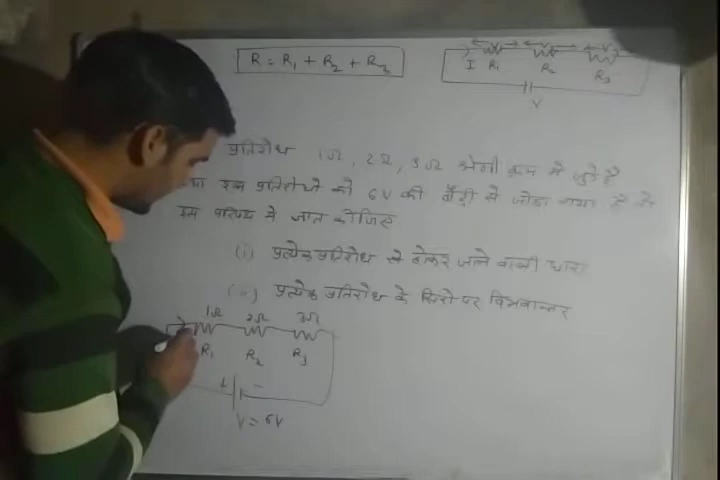 R = R1 + R2 + R3
I R1 R2 R3
V
प्रतिरोध 1Ω, 2Ω, 3Ω श्रेणी क्रम में जुड़े है
इन प्रतिरोधो को 6V की बैट्री से जोड़ा गया है तो
इस परिपथ मे ज्ञात कीजिए
(i) प्रत्येक प्रतिरोध से होकर जाने वाली धारा
(ii) प्रत्येक प्रतिरोध के सिरो पर विभवान्तर
1Ω 2Ω 3Ω
R1 R2 R3
+ -
V = 6V